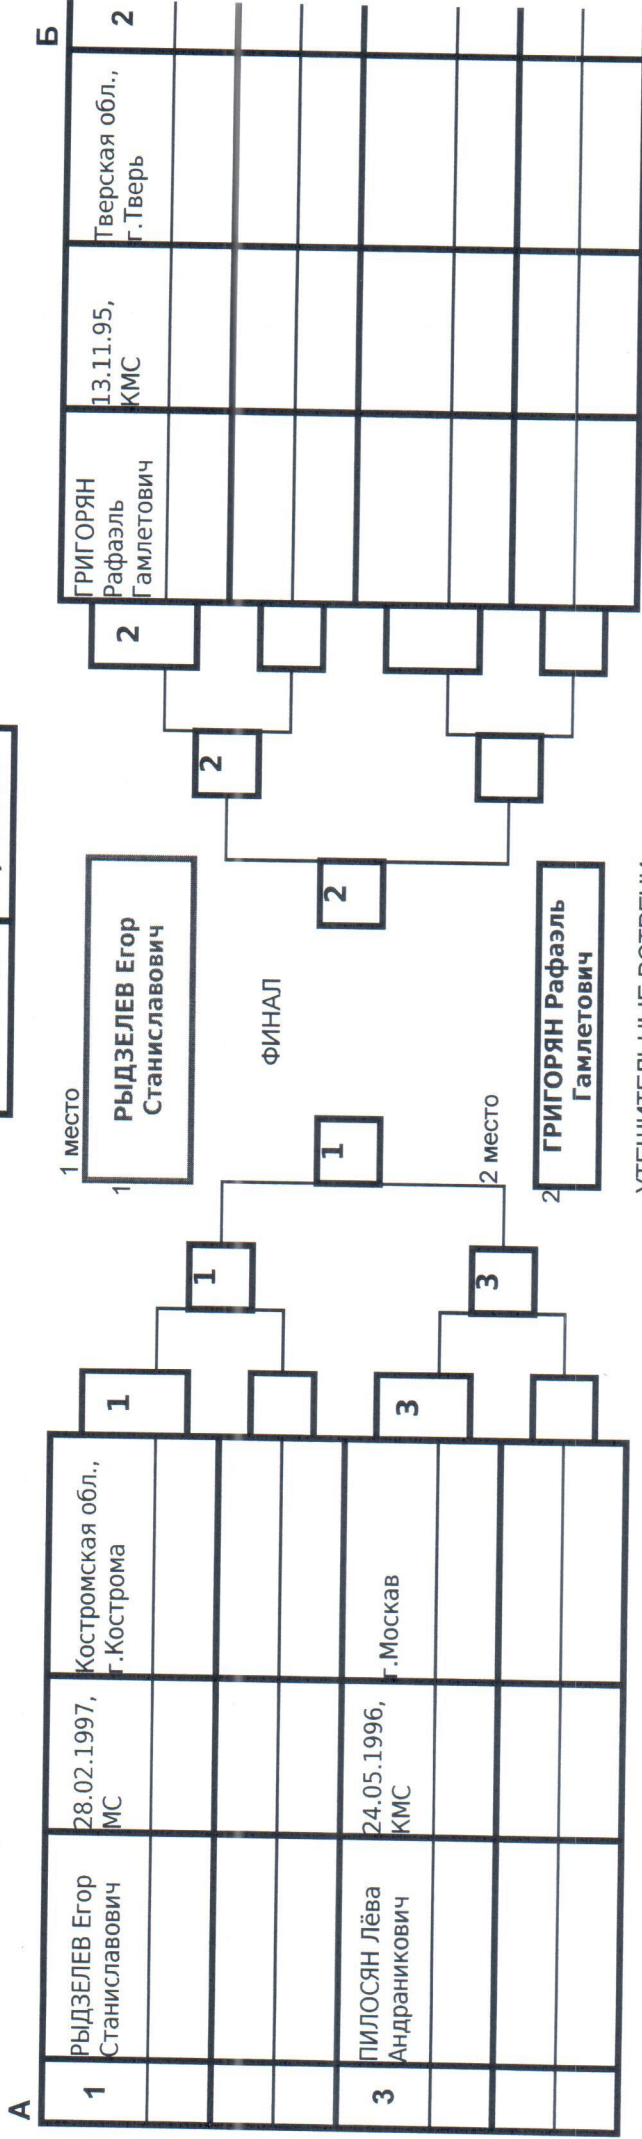 А
Б
1
РЫДЗЕЛЕВ Егор
Станиславович
28.02.1997,
МС
Костромская обл.,
г.Кострома
3
ПИЛОСЯН Лёва
Андраникович
24.05.1996,
КМС
г.Москав
1
3
1
3
1
1 место
1
РЫДЗЕЛЕВ Егор
Станиславович
ФИНАЛ
2 место
2
ГРИГОРЯН Рафаэль
Гамлетович
2
2
2
ГРИГОРЯН
Рафаэль
Гамлетович
13.11.95,
КМС
Тверская обл.,
г.Тверь
2